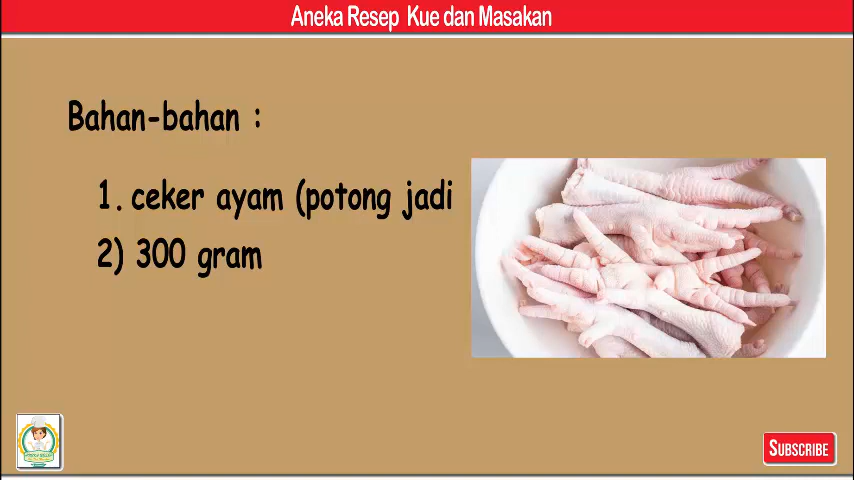 Aneka Resep Kue dan Masakan
Bahan-bahan :
1. ceker ayam (potong jadi
2) 300 gram
SUBSCRIBE